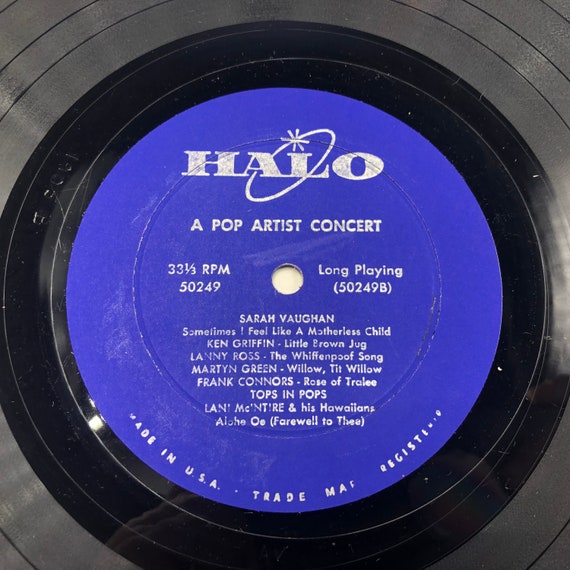 HALO
A POP ARTIST CONCERT
33⅓ RPM Long Playing
50249 (50249B)
SARAH VAUGHAN
Sometimes I Feel Like A Motherless Child
KEN GRIFFIN - Little Brown Jug
LANNY ROSS - The Whiffenpoof Song
MARTYN GREEN - Willow, Tit Willow
FRANK CONNORS - Rose of Tralee
TOPS IN POPS
LANI McINTIRE & his Hawaiians
Aloha Oe (Farewell to Thee)
MADE IN U.S.A. - TRADE MARK REGISTERED